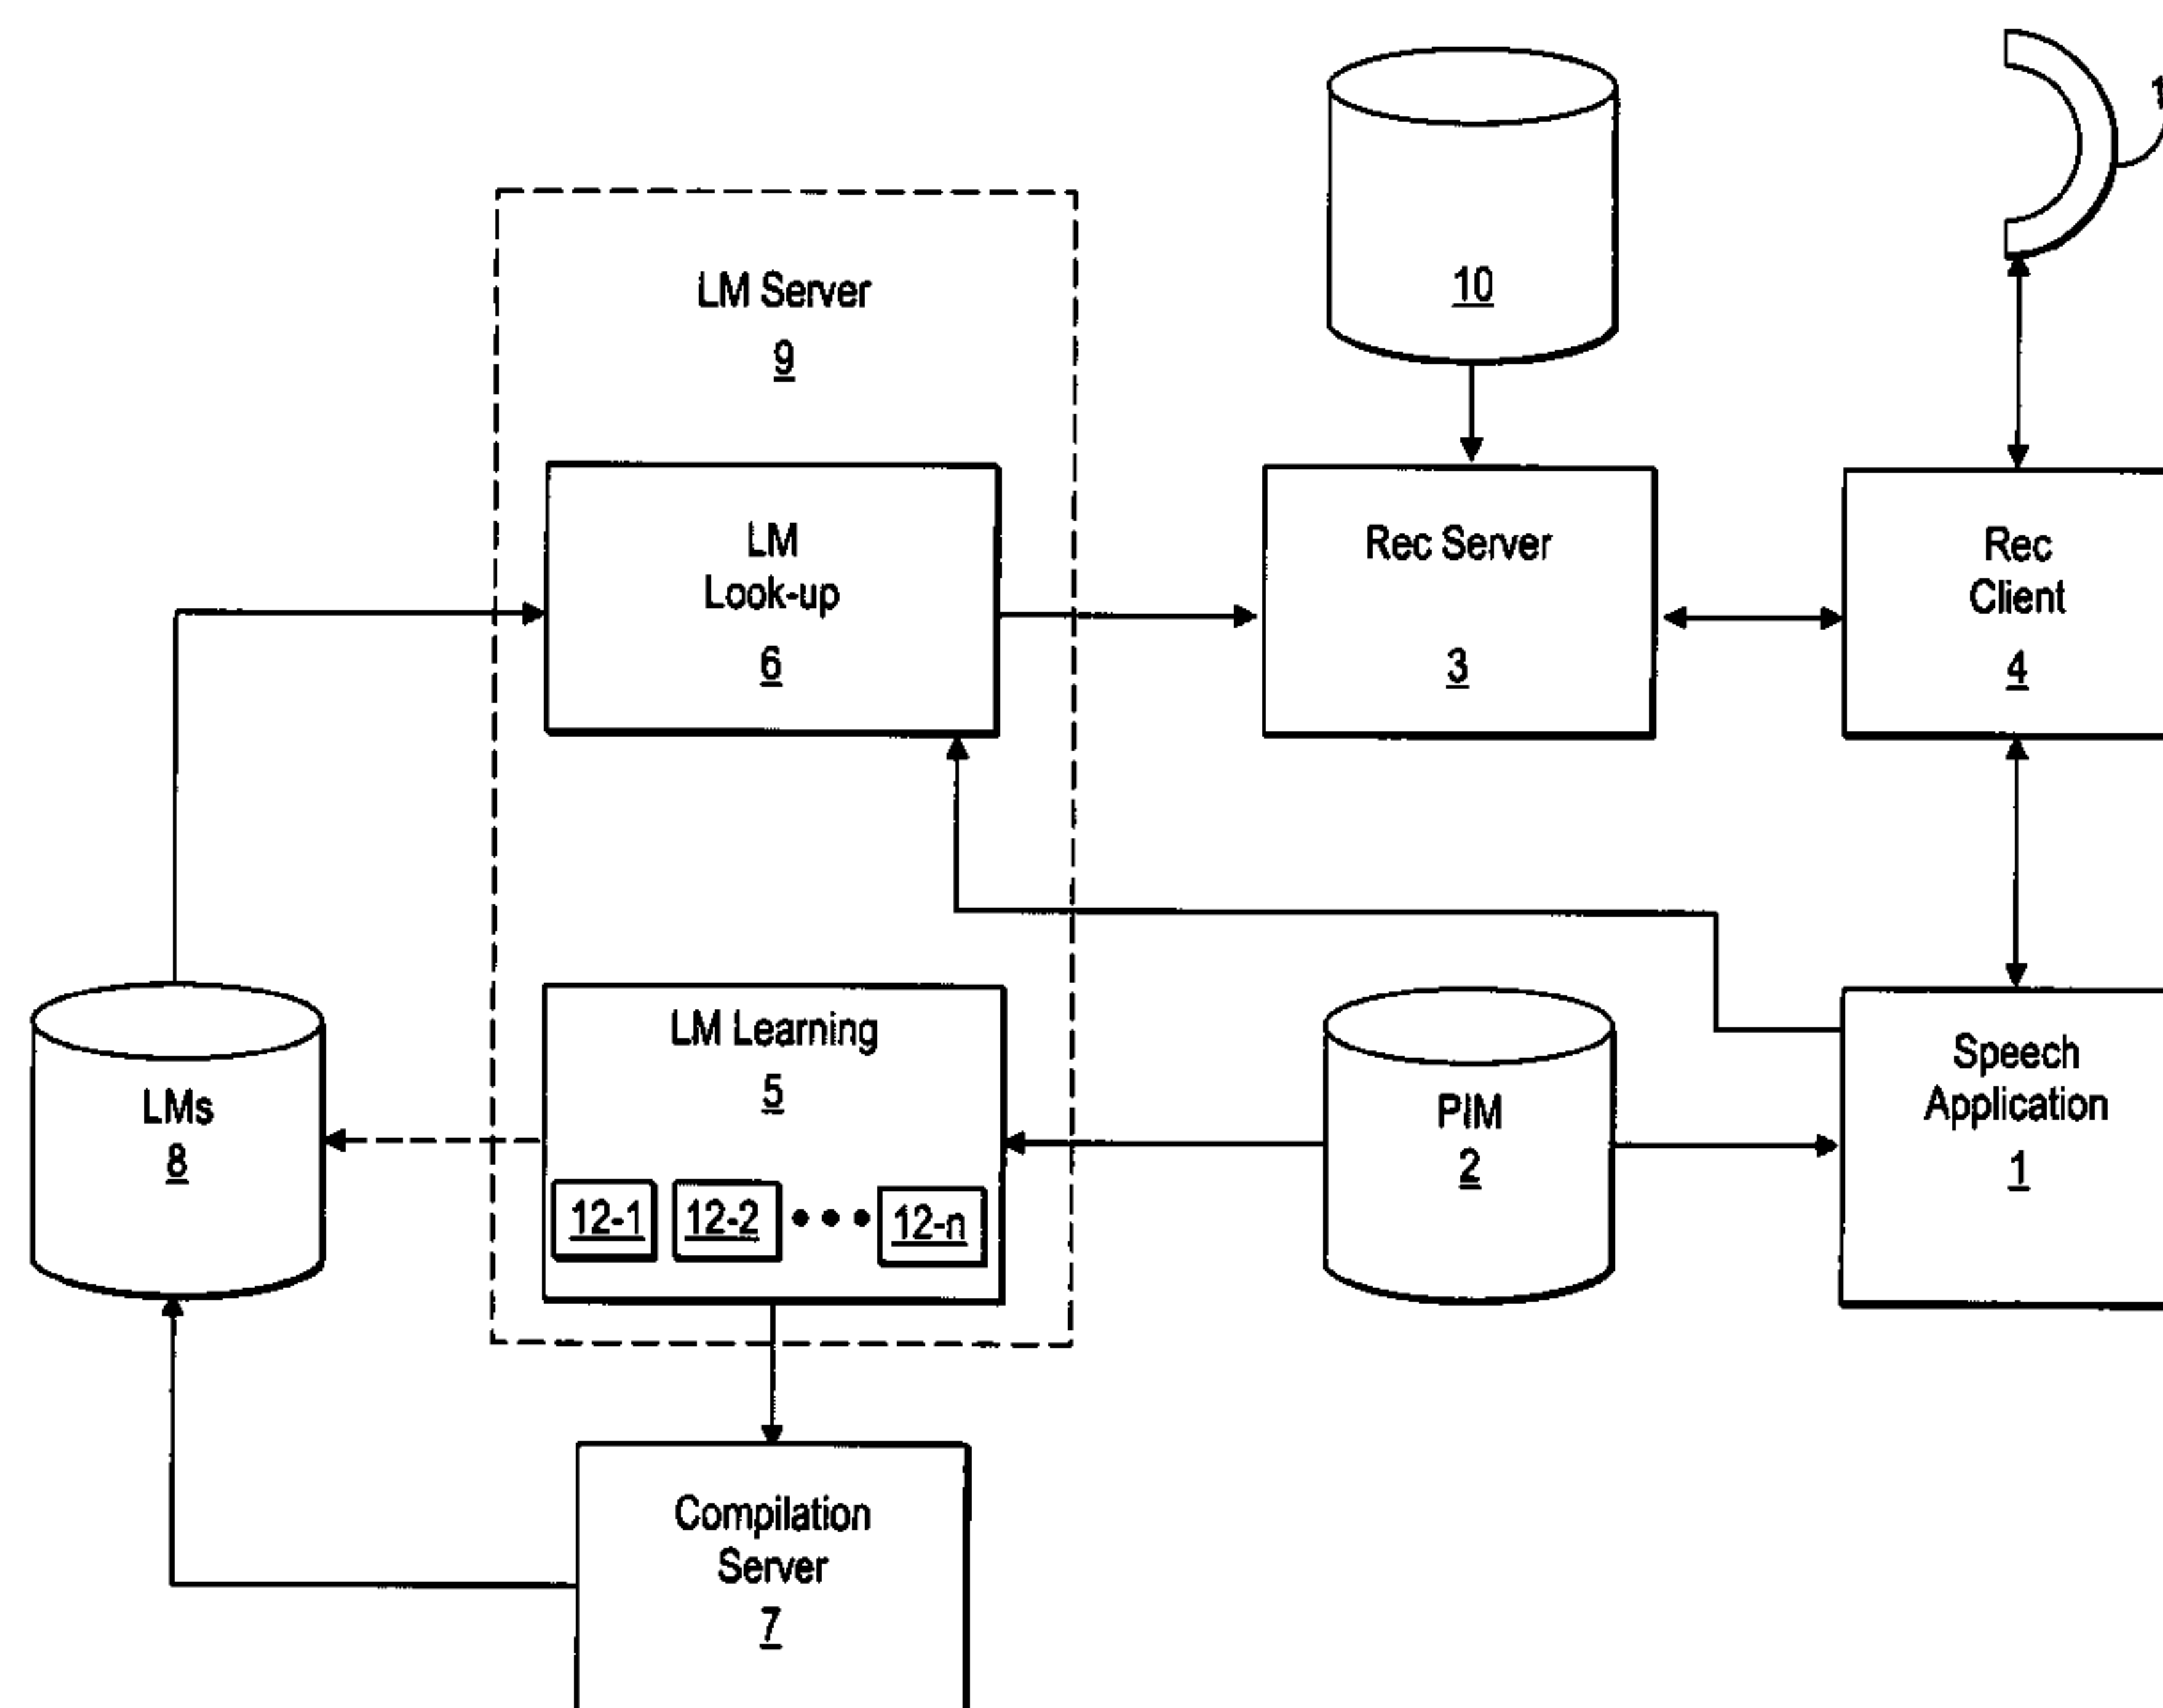 10
LM Server
9
LM
Look-up
6
Rec Server
3
Rec
Client
4
LM Learning
5
12-1 12-2 ••• 12-n
LMs
8
PIM
2
Speech
Application
1
Compilation
Server
7